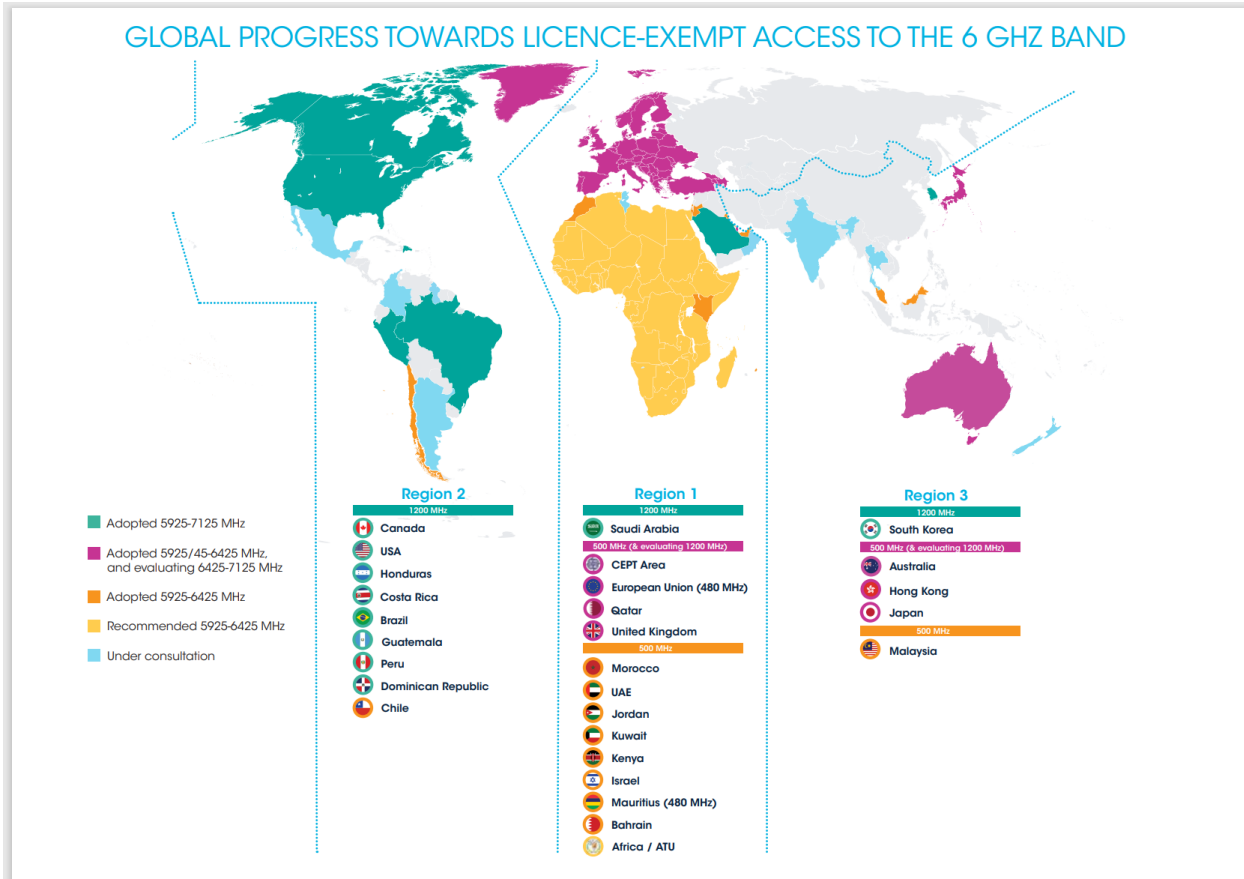 GLOBAL PROGRESS TOWARDS LICENCE-EXEMPT ACCESS TO THE 6 GHZ BAND
Adopted 5925-7125 MHz
Adopted 5925/45-6425 MHz,
and evaluating 6425-7125 MHz
Adopted 5925-6425 MHz
Recommended 5925-6425 MHz
Under consultation
Region 2
1200 MHz
Canada
USA
Honduras
Costa Rica
Brazil
Guatemala
Peru
Dominican Republic
Chile
Region 1
1200 MHz
Saudi Arabia
500 MHz (& evaluating 1200 MHz)
CEPT Area
European Union (480 MHz)
Qatar
United Kingdom
500 MHz
Morocco
UAE
Jordan
Kuwait
Kenya
Israel
Mauritius (480 MHz)
Bahrain
Africa / ATU
Region 3
1200 MHz
South Korea
500 MHz (& evaluating 1200 MHz)
Australia
Hong Kong
Japan
500 MHz
Malaysia